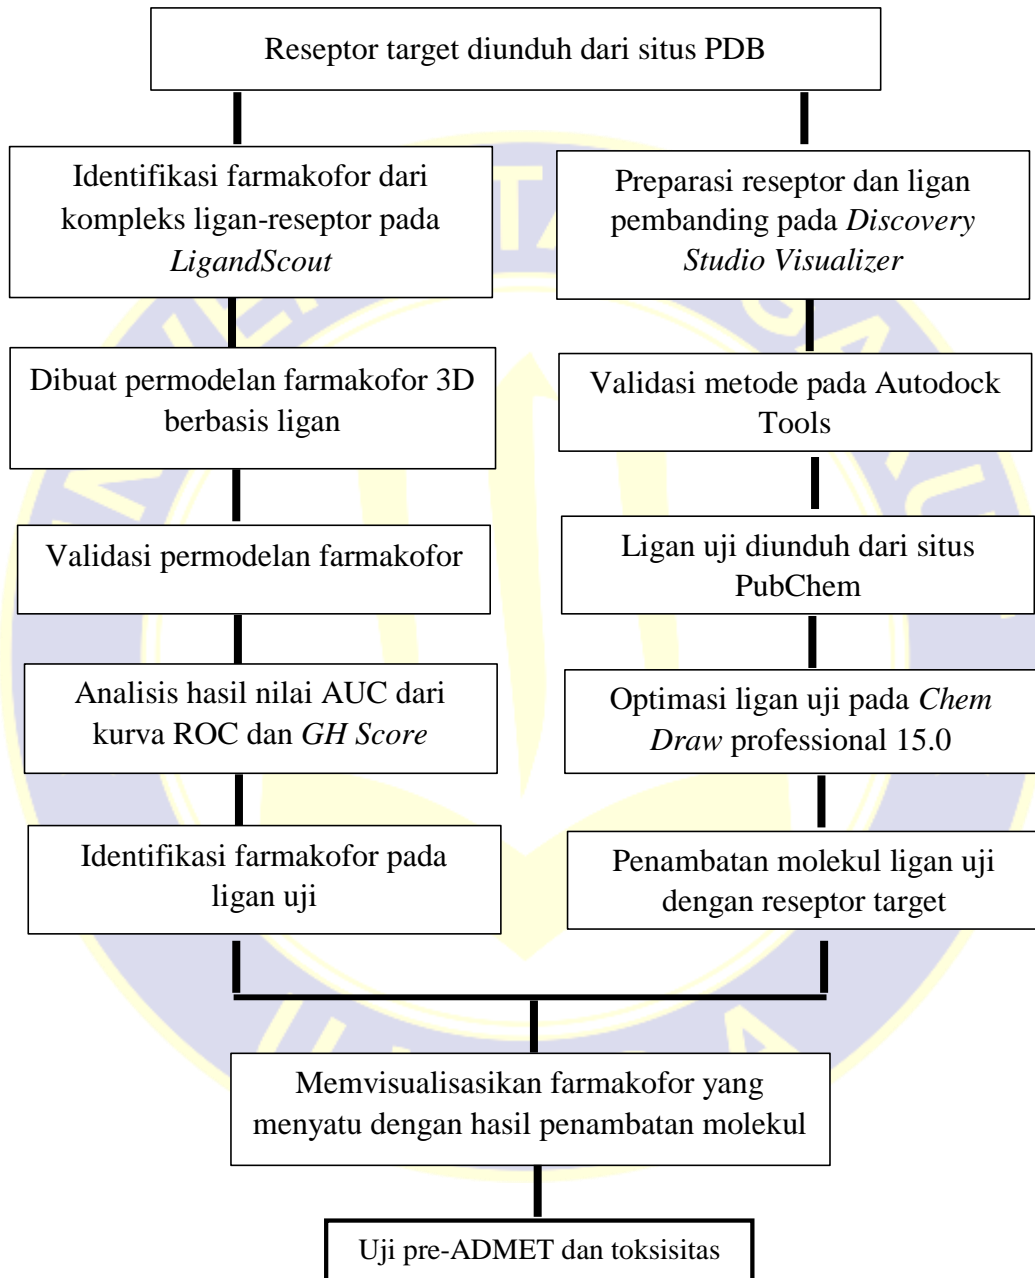 Reseptor target diunduh dari situs PDB
Identifikasi farmakofor dari
kompleks ligan-reseptor pada
LigandScout
Preparasi reseptor dan ligan
pembanding pada Discovery
Studio Visualizer
Dibuat permodelan farmakofor 3D
berbasis ligan
Validasi metode pada Autodock
Tools
Validasi permodelan farmakofor
Ligan uji diunduh dari situs
PubChem
Analisis hasil nilai AUC dari
kurva ROC dan GH Score
Optimasi ligan uji pada Chem
Draw professional 15.0
Identifikasi farmakofor pada
ligan uji
Penambatan molekul ligan uji
dengan reseptor target
Memvisualisasikan farmakofor yang
menyatu dengan hasil penambatan molekul
Uji pre-ADMET dan toksisitas